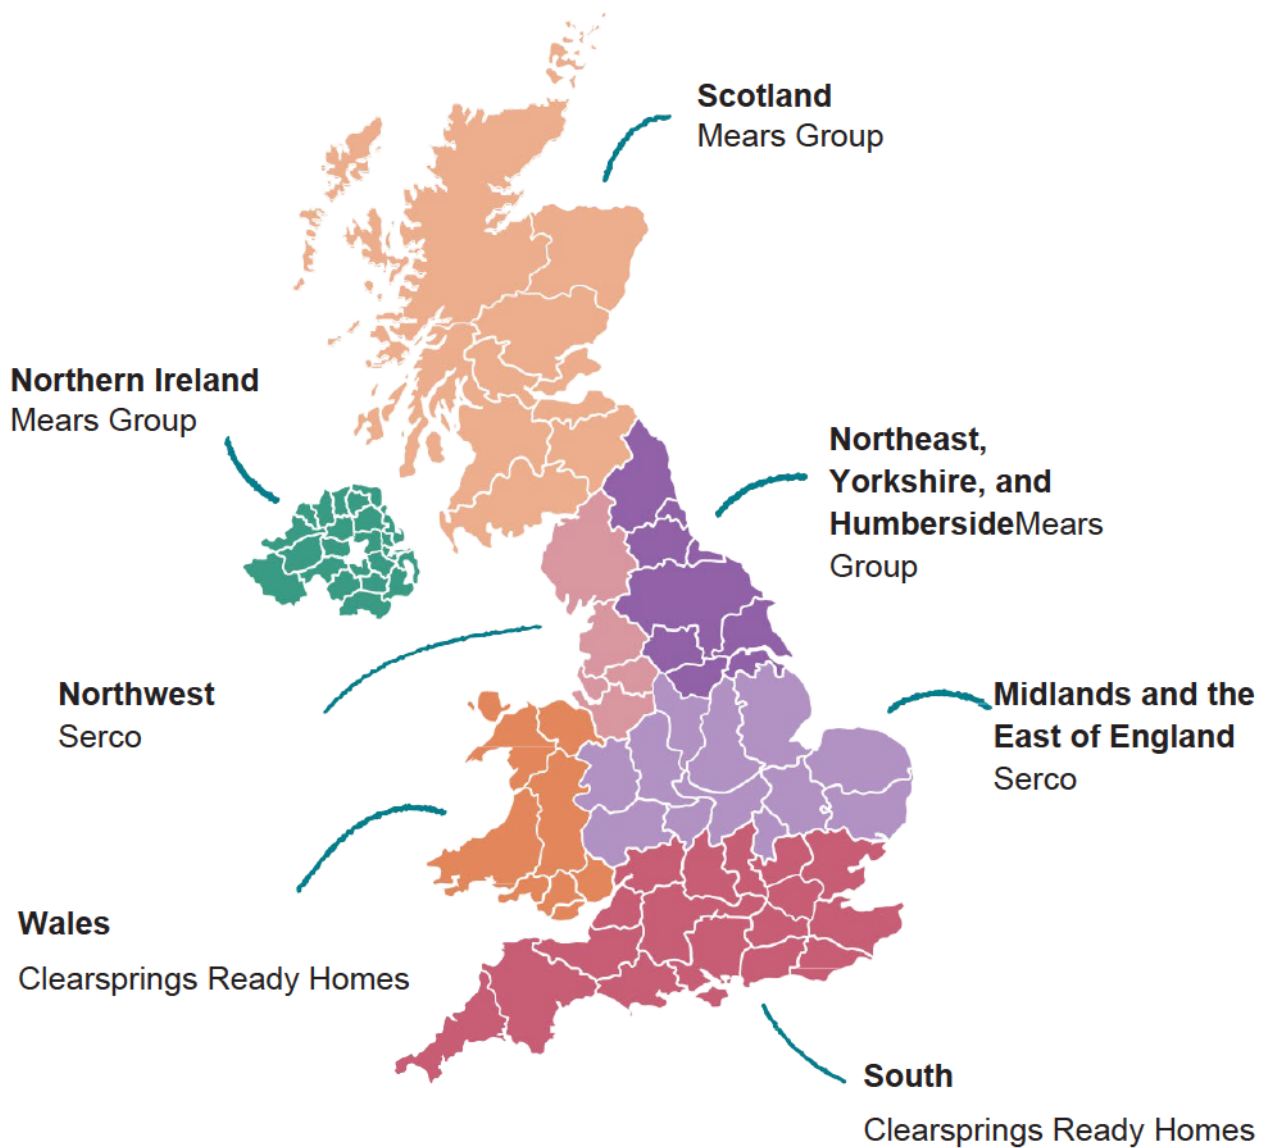 Scotland
Mears Group
Northern Ireland
Mears Group
Northeast,
Yorkshire, and
HumbersideMears
Group
Northwest
Serco
Midlands and the
East of England
Serco
Wales
Clearsprings Ready Homes
South
Clearsprings Ready Homes